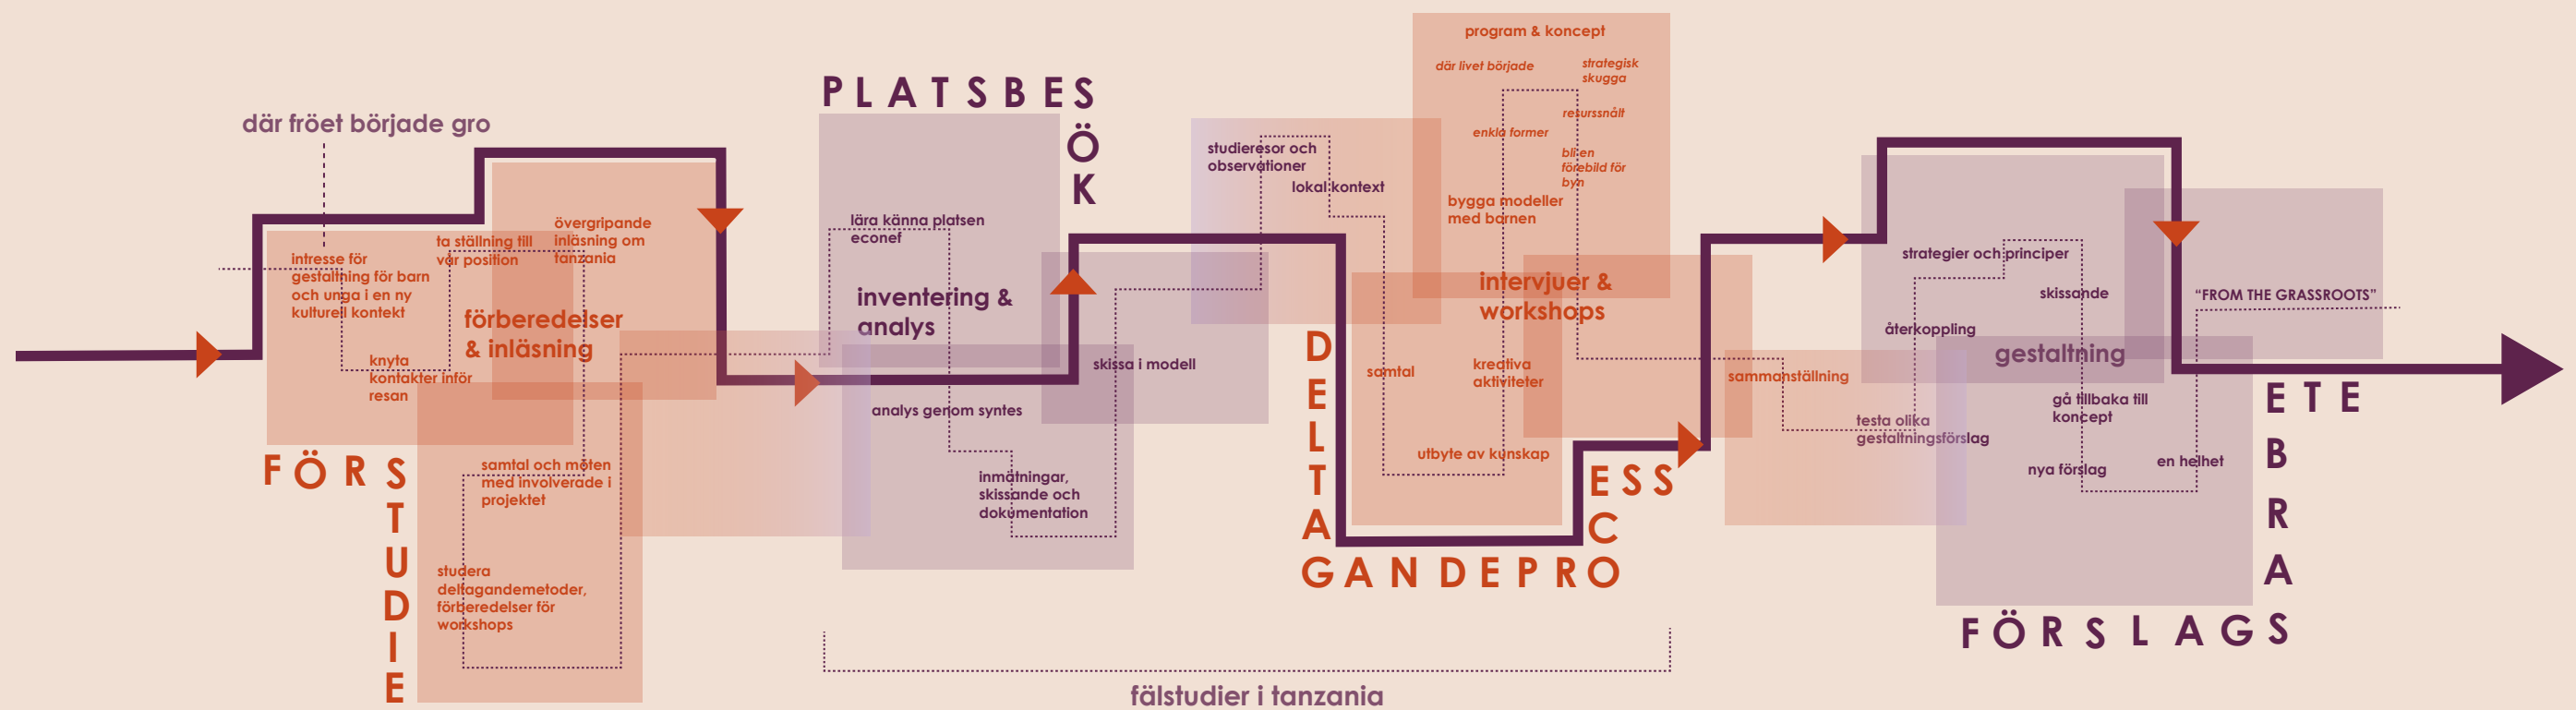 där fröet började gro
intresse för
gestaltning för barn
och unga i en ny
kulturell kontekt
ta ställning till
vår position
övergripande
inläsning om
tanzania
förberedelser
& inläsning
knyta
kontakter inför
resan
FÖRSTUDIE
samtal och möten
med involverade i
projektet
studera
deltagandemetoder,
förberedelser för
workshops
PLATSBESÖK
lära känna platsen
econef
inventering &
analys
analys genom syntes
skissa i modell
inmätningar,
skissande och
dokumentation
studieresor och
observationer
lokal kontext
program & koncept
där livet började
strategisk
skugga
resurssnålt
enkla former
bli en
förebild för
byn
bygga modeller
med barnen
intervjuer &
workshops
samtal
kreativa
aktiviteter
utbyte av kunskap
DELTAGANDEPROCESS
fälstudier i tanzania
sammanställning
strategier och principer
skissande
återkoppling
gestaltning
testa olika
gestaltningsförslag
gå tillbaka till
koncept
nya förslag
en helhet
"FROM THE GRASSROOTS"
FÖRSLAGSARBETE